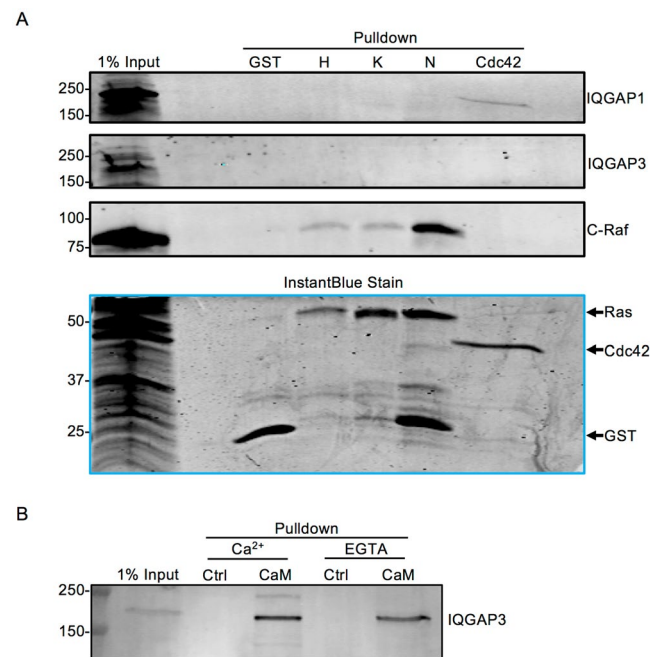 A
Pulldown
1% Input GST H K N Cdc42
250-
150-
IQGAP1
250-
150-
IQGAP3
100-
75-
C-Raf
InstantBlue Stain
50-
37-
25-
Ras
Cdc42
GST
B
Pulldown
Ca²⁺ EGTA
1% Input Ctrl CaM Ctrl CaM
250-
150-
IQGAP3